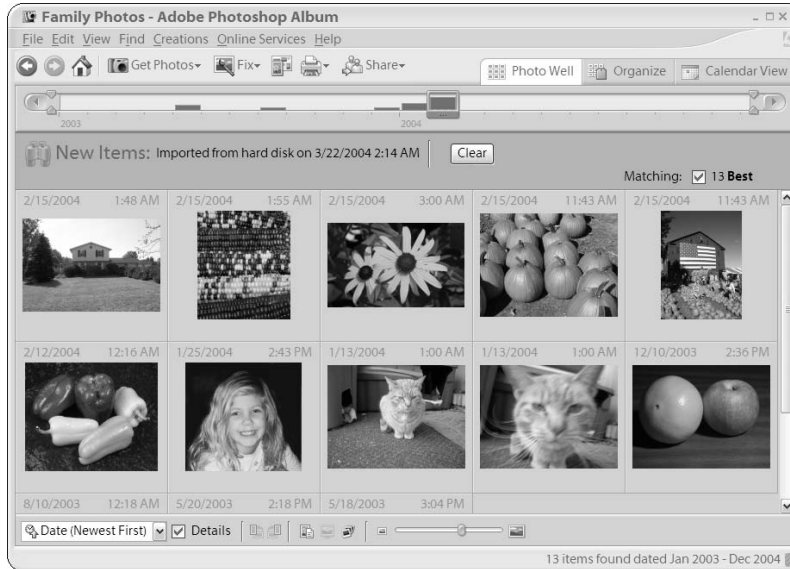 Family Photos - Adobe Photoshop Album
File Edit View Find Creations Online Services Help
Get Photos Fix Share Photo Well Organize Calendar View
2003 2004
New Items: Imported from hard disk on 3/22/2004 2:14 AM Clear
Matching: 13 Best
2/15/2004 1:48 AM 2/15/2004 1:55 AM 2/15/2004 3:00 AM 2/15/2004 11:43 AM 2/15/2004 11:43 AM
2/12/2004 12:16 AM 1/25/2004 2:43 PM 1/13/2004 1:00 AM 1/13/2004 1:00 AM 12/10/2003 2:36 PM
8/10/2003 12:18 AM 5/20/2003 2:18 PM 5/18/2003 3:04 PM
Date (Newest First) Details
13 items found dated Jan 2003 - Dec 2004